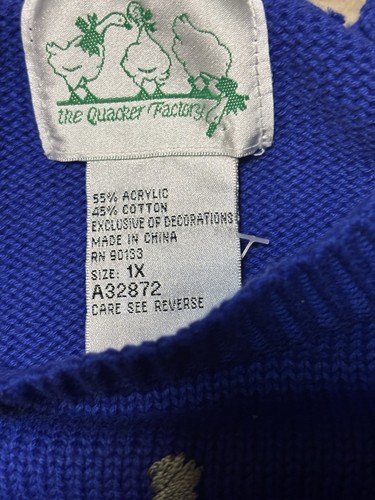 the Quacker Factory
55% ACRYLIC
45% COTTON
EXCLUSIVE OF DECORATIONS
MADE IN CHINA
RN 90153
SIZE: 1X
A32872
CARE SEE REVERSE